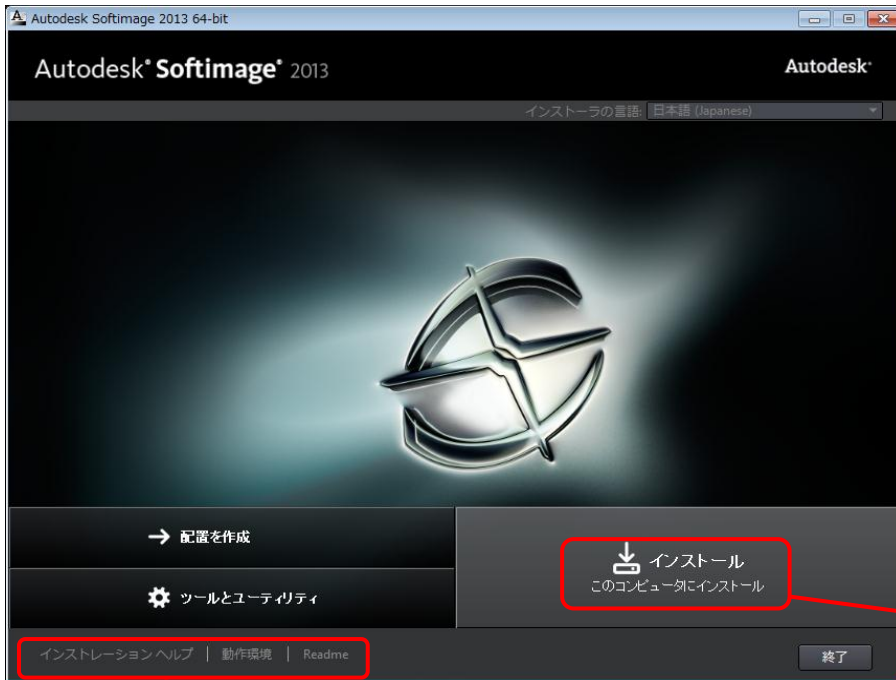 Autodesk Softimage 2013 64-bit
Autodesk® Softimage® 2013
Autodesk®
インストーラの言語: 日本語 (Japanese)
→ 配置を作成
インストール
このコンピュータにインストール
ツールとユーティリティ
インストレーション ヘルプ | 動作環境 | Readme
終了